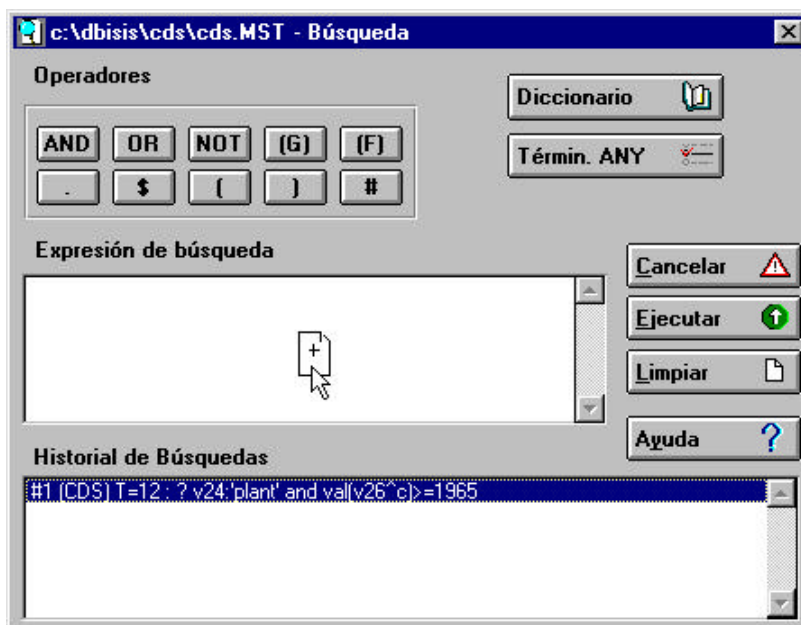 c:\dbisis\cds\cds.MST - Búsqueda
Operadores
AND OR NOT (G) (F)
. $ ( ) #
Diccionario
Términ. ANY
Expresión de búsqueda
Cancelar
Ejecutar
Limpiar
Ayuda
Historial de Búsquedas
#1 (CDS) T=12 : ? v24:'plant' and val(v26^c)>=1965